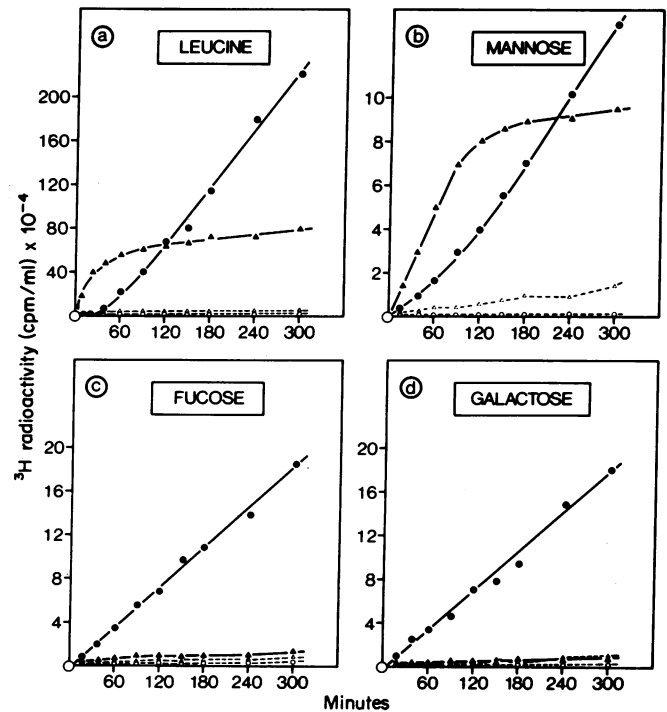 ⓐ LEUCINE
ⓑ MANNOSE
200
160
120
80
40
60 120 180 240 300
10
8
6
4
2
60 120 180 240 300
³H radioactivity (cpm/ml) x 10⁻⁴
ⓒ FUCOSE
ⓓ GALACTOSE
20
16
12
8
4
60 120 180 240 300
20
16
12
8
4
60 120 180 240 300
Minutes